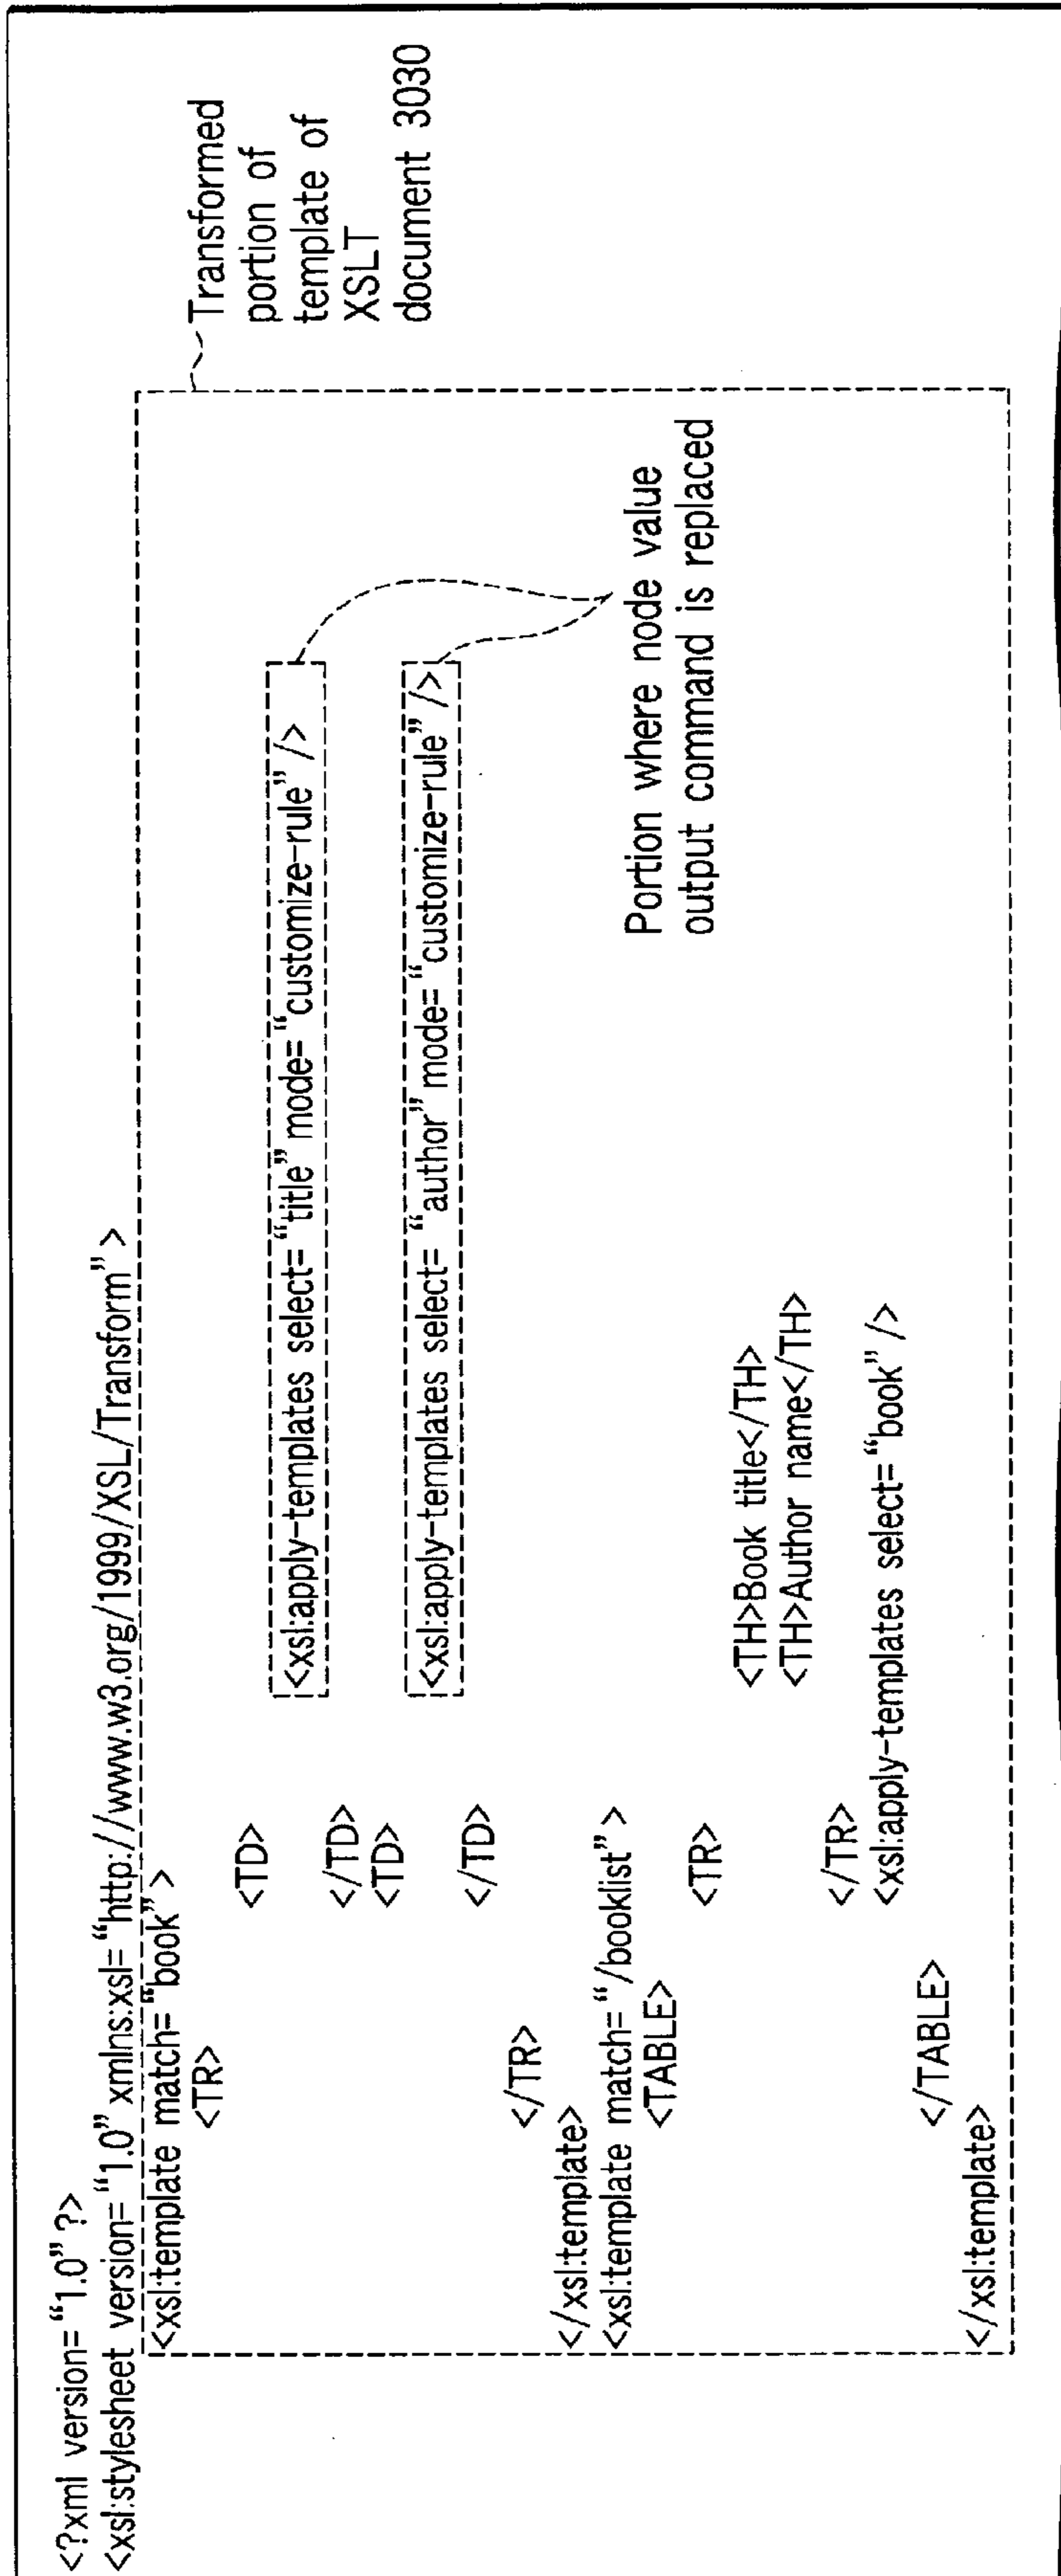 <?xml version=“1.0” ?>
<xsl:stylesheet version=“1.0” xmlns:xsl=“http://www.w3.org/1999/XSL/Transform” >
<xsl:template match=“book” >
<TR>
<TD>
<xsl:apply-templates select=“title” mode=“customize-rule” />
</TD>
<TD>
<xsl:apply-templates select= “author” mode= “customize-rule” />
</TD>
</TR>
</xsl:template>
<xsl:template match= “/booklist” >
<TABLE>
<TR>
<TH>Book title</TH>
<TH>Author name</TH>
</TR>
<xsl:apply-templates select=“book” />
</TABLE>
</xsl:template>
Transformed
portion of
template of
XSLT
document 3030
Portion where node value
output command is replaced